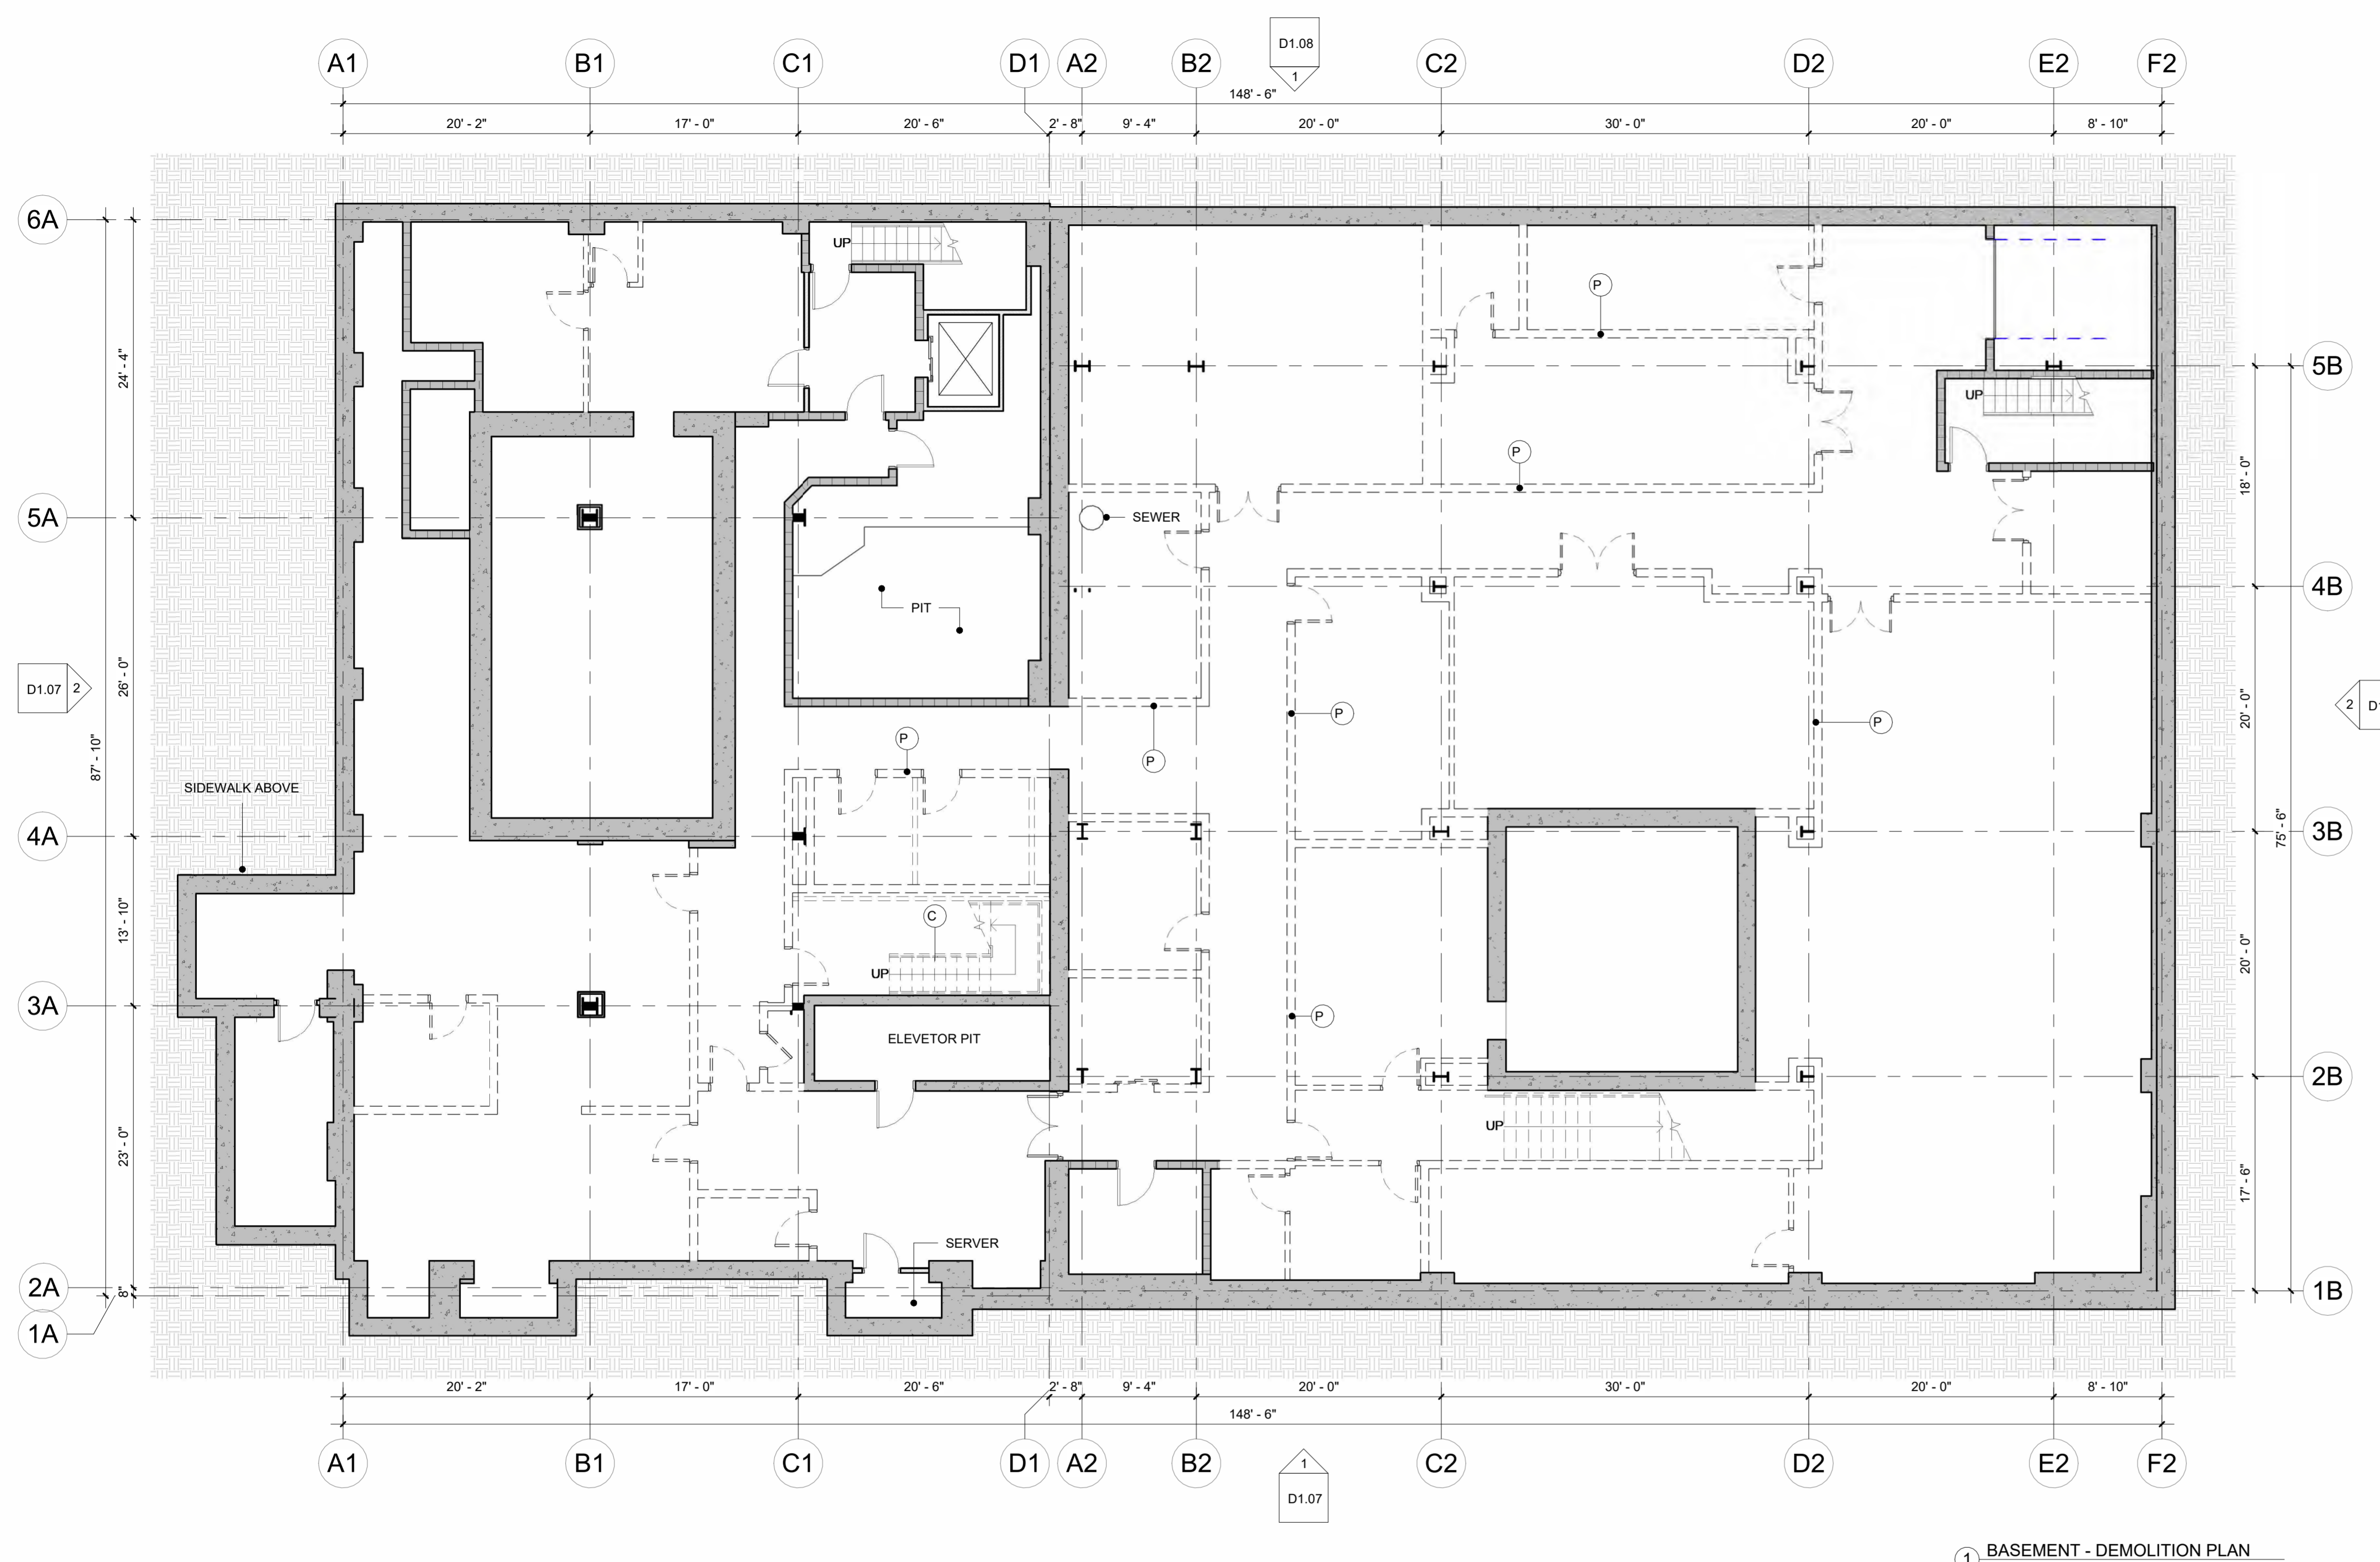 D1.08
1
A1 B1 C1 D1 A2 B2 C2 D2 E2 F2
148' - 6"
20' - 2" 17' - 0" 20' - 6" 2' - 8" 9' - 4" 20' - 0" 30' - 0" 20' - 0" 8' - 10"
6A
UP
P
24' - 4"
5B
UP
P
18' - 0"
5A
SEWER
4B
PIT
26' - 0"
D1.07 2
P
P
20' - 0"
2
P
P
87' - 10"
SIDEWALK ABOVE
4A
3B
75' - 6"
13' - 10"
C
UP
20' - 0"
3A
P
ELEVETOR PIT
2B
UP
23' - 0"
17' - 6"
SERVER
2A
8"
1B
1A
20' - 2" 17' - 0" 20' - 6" 2' - 8" 9' - 4" 20' - 0" 30' - 0" 20' - 0" 8' - 10"
148' - 6"
A1 B1 C1 D1 A2 B2 C2 D2 E2 F2
1
D1.07
1 BASEMENT - DEMOLITION PLAN